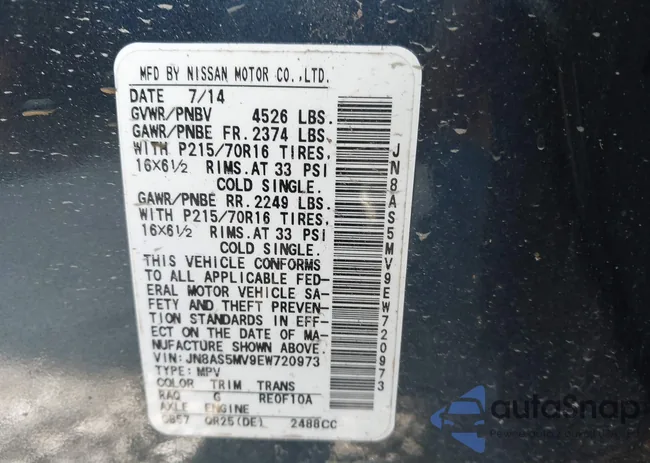 MFD BY NISSAN MOTOR CO.,LTD.
DATE 7/14
GVWR/PNBV 4526 LBS.
GAWR/PNBE FR. 2374 LBS.
WITH P215/70R16 TIRES,
16×6½ RIMS.AT 33 PSI
COLD SINGLE.
GAWR/PNBE RR. 2249 LBS.
WITH P215/70R16 TIRES,
16×6½ RIMS.AT 33 PSI
COLD SINGLE.
THIS VEHICLE CONFORMS
TO ALL APPLICABLE FED-
ERAL MOTOR VEHICLE SA-
FETY AND THEFT PREVEN-
TION STANDARDS IN EFF-
ECT ON THE DATE OF MA-
NUFACTURE SHOWN ABOVE.
VIN: JN8AS5MV9EW720973
TYPE: MPV
COLOR TRIM TRANS
RAQ G RE0F10A
AXLE ENGINE
QR25(DE) 2488CC
JN8AS5MV9EW720973
autoSnap